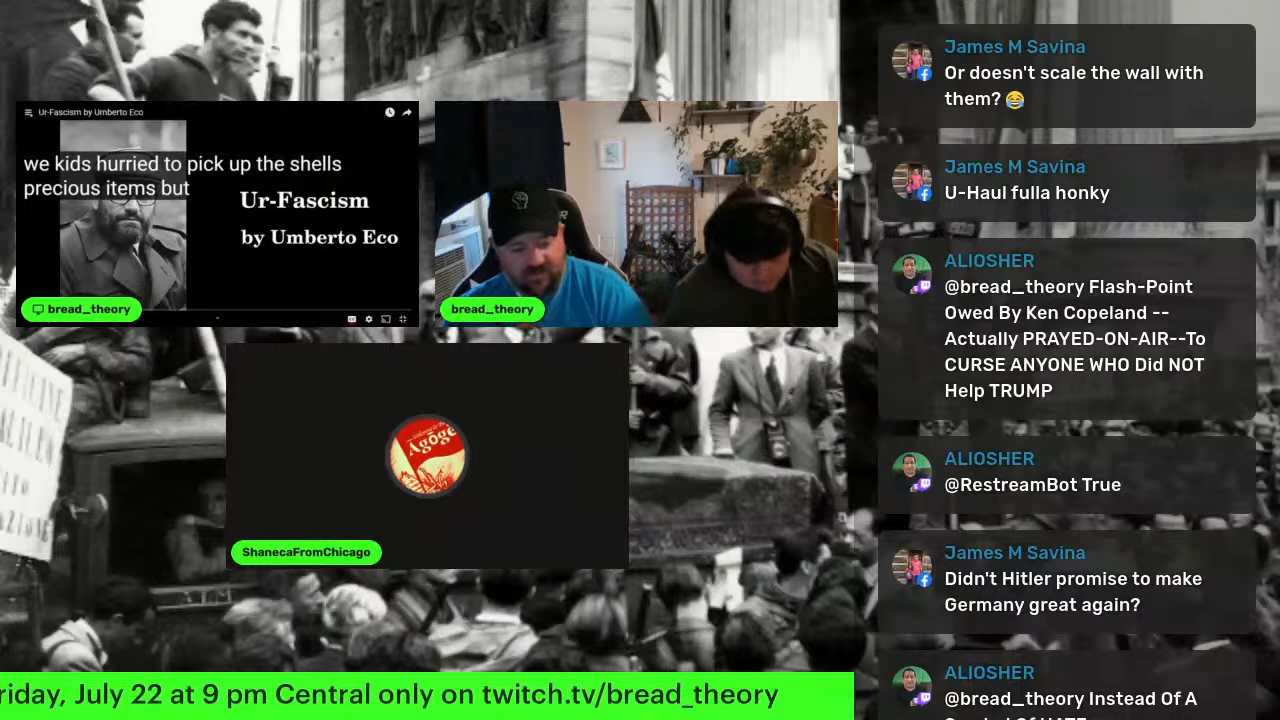 Ur-Fascism by Umberto Eco
we kids hurried to pick up the shells
precious items but
Ur-Fascism
by Umberto Eco
bread_theory
bread_theory
Agōge
ShanecaFromChicago
riday, July 22 at 9 pm Central only on twitch.tv/bread_theory
James M Savina
Or doesn't scale the wall with
them? 😂
James M Savina
U-Haul fulla honky
ALIOSHER
@bread_theory Flash-Point
Owed By Ken Copeland --
Actually PRAYED-ON-AIR--To
CURSE ANYONE WHO Did NOT
Help TRUMP
ALIOSHER
@RestreamBot True
James M Savina
Didn't Hitler promise to make
Germany great again?
ALIOSHER
@bread_theory Instead Of A